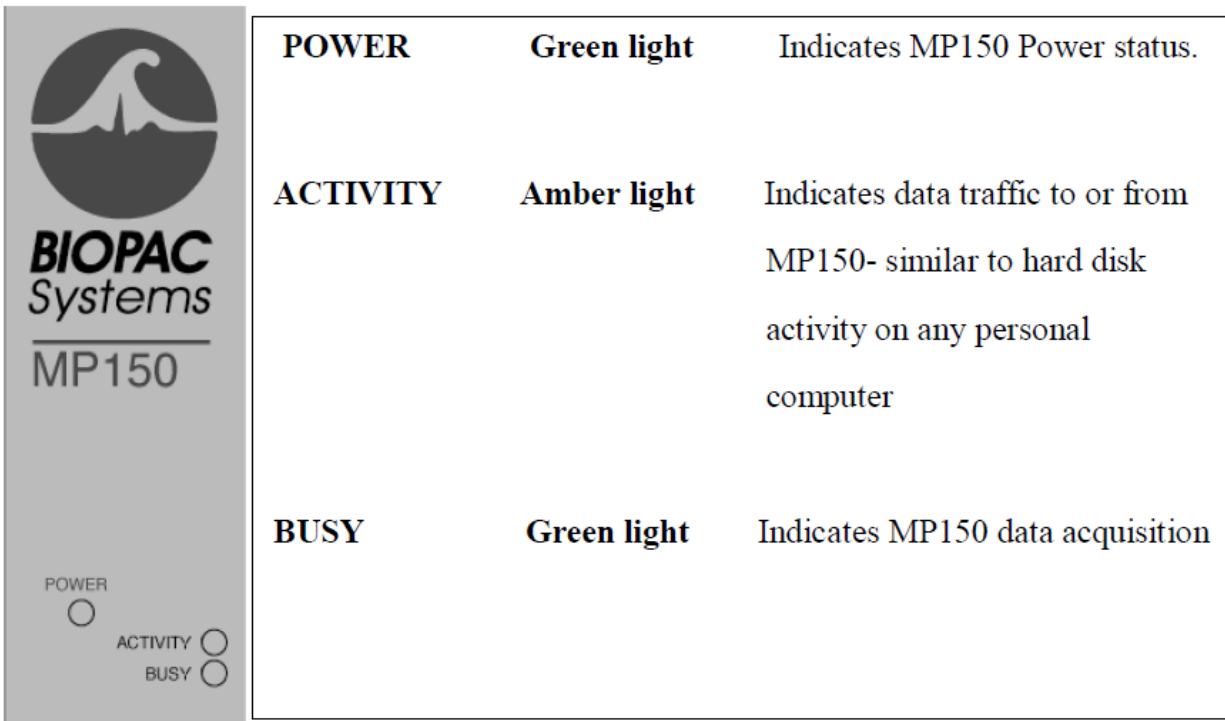 BIOPAC
Systems
MP150
POWER
ACTIVITY
BUSY
POWER Green light Indicates MP150 Power status.
ACTIVITY Amber light Indicates data traffic to or from
MP150- similar to hard disk
activity on any personal
computer
BUSY Green light Indicates MP150 data acquisition